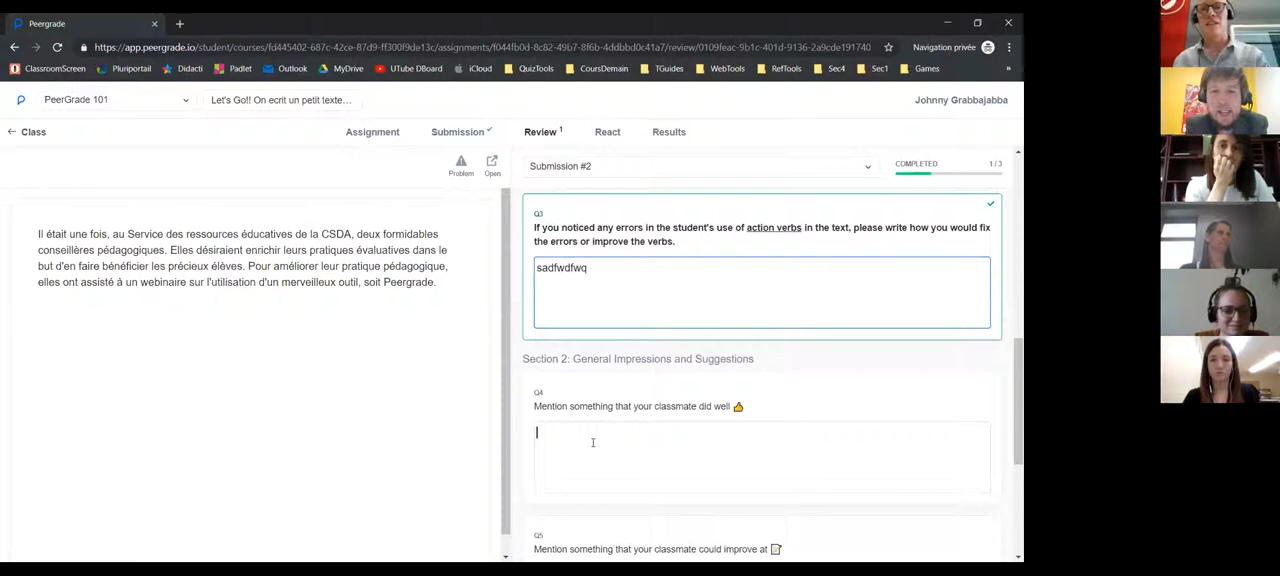 Peergrade
https://app.peergrade.io/student/courses/fd445402-687c-42ce-87d9-ff300f9de13c/assignments/f044fb0d-8c82-49b7-8f6b-4ddbbd0c41a7/review/0109feac-9b1c-401d-9136-2a9cde191740
Navigation privée
ClassroomScreen Pluriportail Didacti Padlet Outlook MyDrive UTube DBoard iCloud QuizTools CoursDemain TGuides WebTools RefTools Sec4 Sec1 Games »
PeerGrade 101 Let's Go!! On ecrit un petit texte… Johnny Grabbajabba
Class Assignment Submission Review 1 React Results
Problem Open
Submission #2 COMPLETED 1 / 3
Il était une fois, au Service des ressources éducatives de la CSDA, deux formidables
conseillères pédagogiques. Elles désiraient enrichir leurs pratiques évaluatives dans le
but d'en faire bénéficier les précieux élèves. Pour améliorer leur pratique pédagogique,
elles ont assisté à un webinaire sur l'utilisation d'un merveilleux outil, soit Peergrade.
Q3
If you noticed any errors in the student's use of action verbs in the text, please write how you would fix
the errors or improve the verbs.
sadfwdfwq
Section 2: General Impressions and Suggestions
Q4
Mention something that your classmate did well 👍
Q5
Mention something that your classmate could improve at 📝